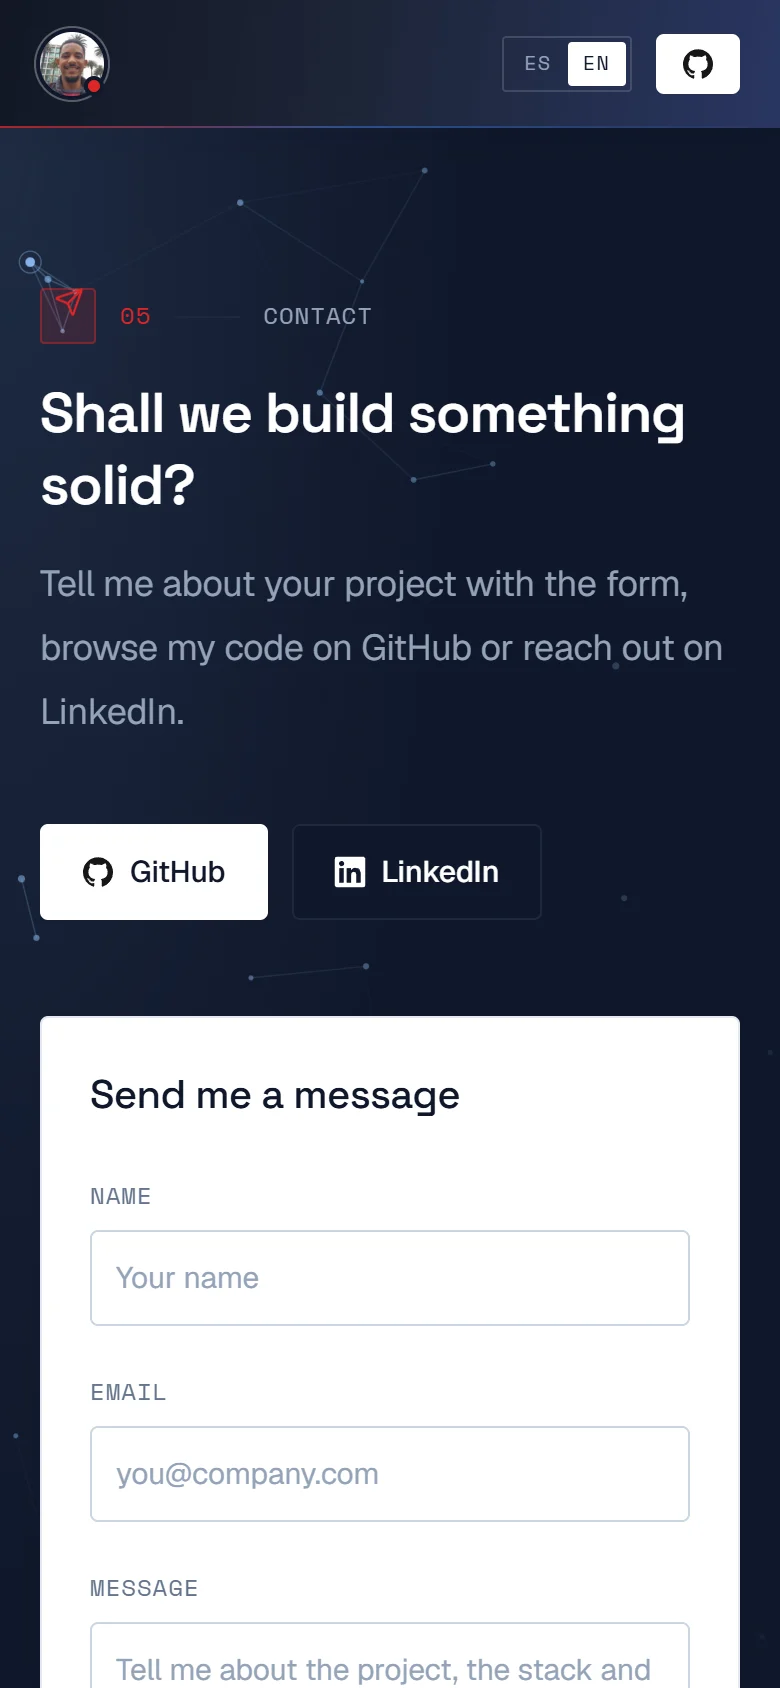 ES EN
05 CONTACT
Shall we build something
solid?
Tell me about your project with the form,
browse my code on GitHub or reach out on
LinkedIn.
GitHub LinkedIn
Send me a message
NAME
Your name
EMAIL
you@company.com
MESSAGE
Tell me about the project, the stack and